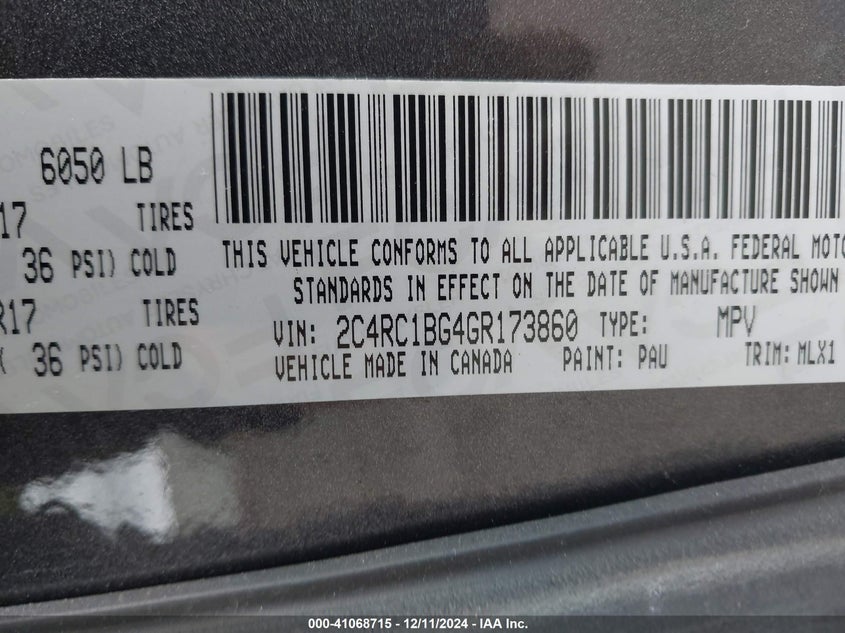 6050 LB
17 TIRES
36 PSI) COLD
R17 TIRES
( 36 PSI) COLD
THIS VEHICLE CONFORMS TO ALL APPLICABLE U.S.A. FEDERAL MOTO
STANDARDS IN EFFECT ON THE DATE OF MANUFACTURE SHOWN
VIN: 2C4RC1BG4GR173860 TYPE: MPV
VEHICLE MADE IN CANADA PAINT: PAU TRIM: MLX1
000-41068715 - 12/11/2024 - IAA Inc.